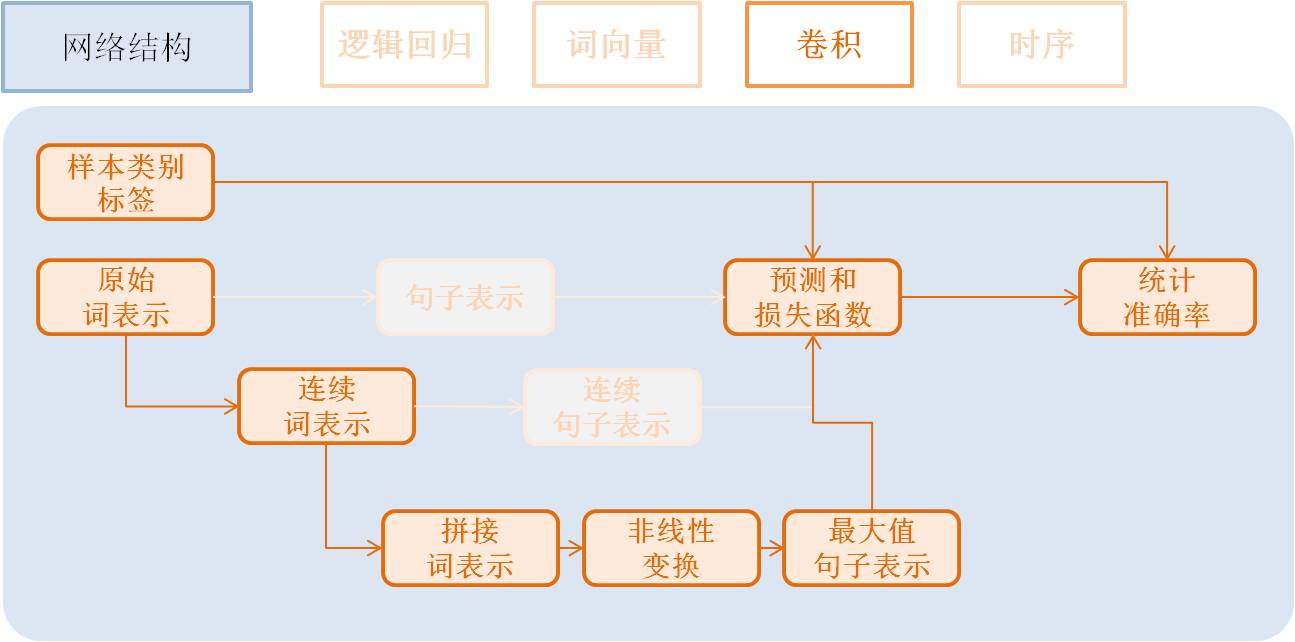 网络结构
逻辑回归
词向量
卷积
时序
样本类别
标签
原始
词表示
句子表示
预测和
损失函数
统计
准确率
连续
词表示
连续
句子表示
拼接
词表示
非线性
变换
最大值
句子表示